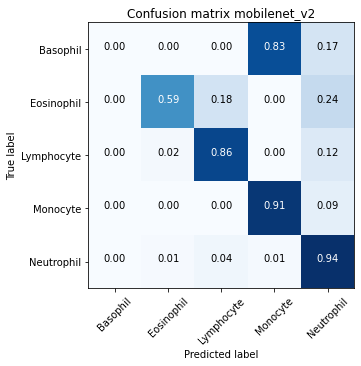 Confusion matrix mobilenet_v2
True label
Basophil 0.00 0.00 0.00 0.83 0.17
Eosinophil 0.00 0.59 0.18 0.00 0.24
Lymphocyte 0.00 0.02 0.86 0.00 0.12
Monocyte 0.00 0.00 0.00 0.91 0.09
Neutrophil 0.00 0.01 0.04 0.01 0.94
Basophil Eosinophil Lymphocyte Monocyte Neutrophil
Predicted label